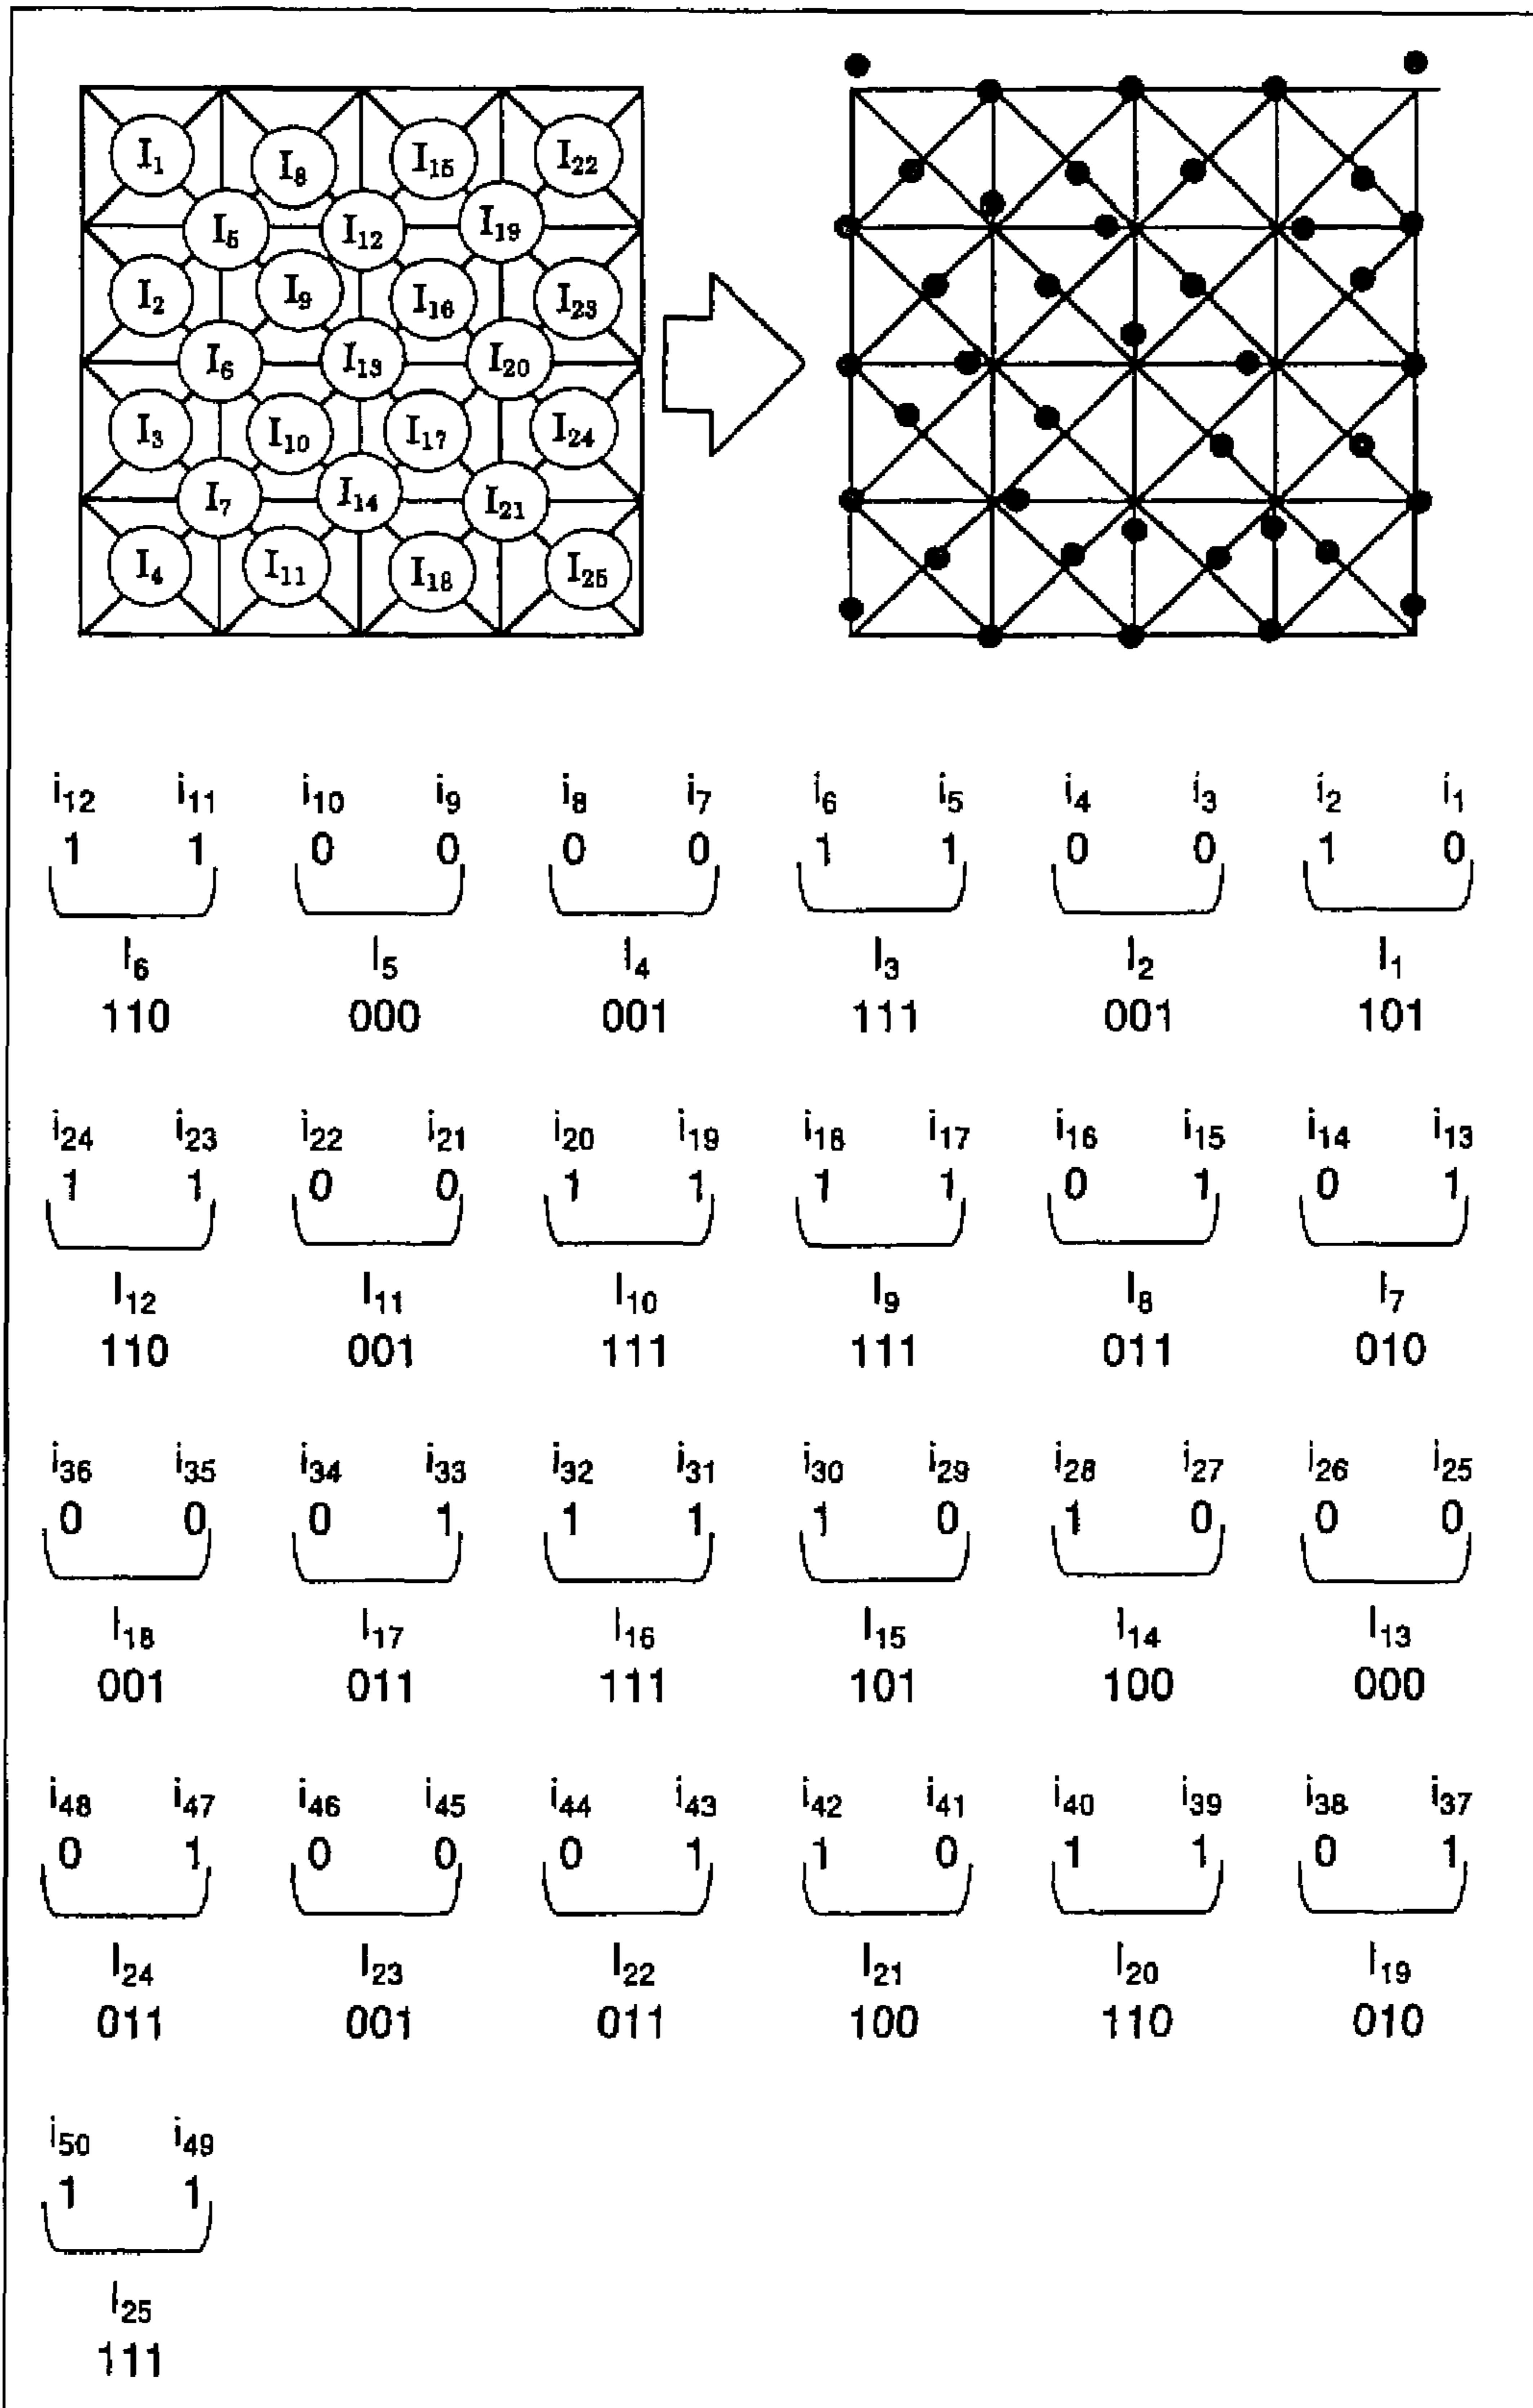 I₁ I₈ I₁₅ I₂₂
I₅ I₁₂ I₁₉
I₂ I₉ I₁₆ I₂₃
I₆ I₁₃ I₂₀
I₃ I₁₀ I₁₇ I₂₄
I₇ I₁₄ I₂₁
I₄ I₁₁ I₁₈ I₂₅
i₁₂ i₁₁ i₁₀ i₉ i₈ i₇ i₆ i₅ i₄ i₃ i₂ i₁
1 1 0 0 0 0 1 1 0 0 1 0
I₆ I₅ I₄ I₃ I₂ I₁
110 000 001 111 001 101
i₂₄ i₂₃ i₂₂ i₂₁ i₂₀ i₁₉ i₁₈ i₁₇ i₁₆ i₁₅ i₁₄ i₁₃
1 1 0 0 1 1 1 1 0 1 0 1
I₁₂ I₁₁ I₁₀ I₉ I₈ I₇
110 001 111 111 011 010
i₃₆ i₃₅ i₃₄ i₃₃ i₃₂ i₃₁ i₃₀ i₂₉ i₂₈ i₂₇ i₂₆ i₂₅
0 0 0 1 1 1 1 0 1 0 0 0
I₁₈ I₁₇ I₁₆ I₁₅ I₁₄ I₁₃
001 011 111 101 100 000
i₄₈ i₄₇ i₄₆ i₄₅ i₄₄ i₄₃ i₄₂ i₄₁ i₄₀ i₃₉ i₃₈ i₃₇
0 1 0 0 0 1 1 0 1 1 0 1
I₂₄ I₂₃ I₂₂ I₂₁ I₂₀ I₁₉
011 001 011 100 110 010
i₅₀ i₄₉
1 1
I₂₅
111